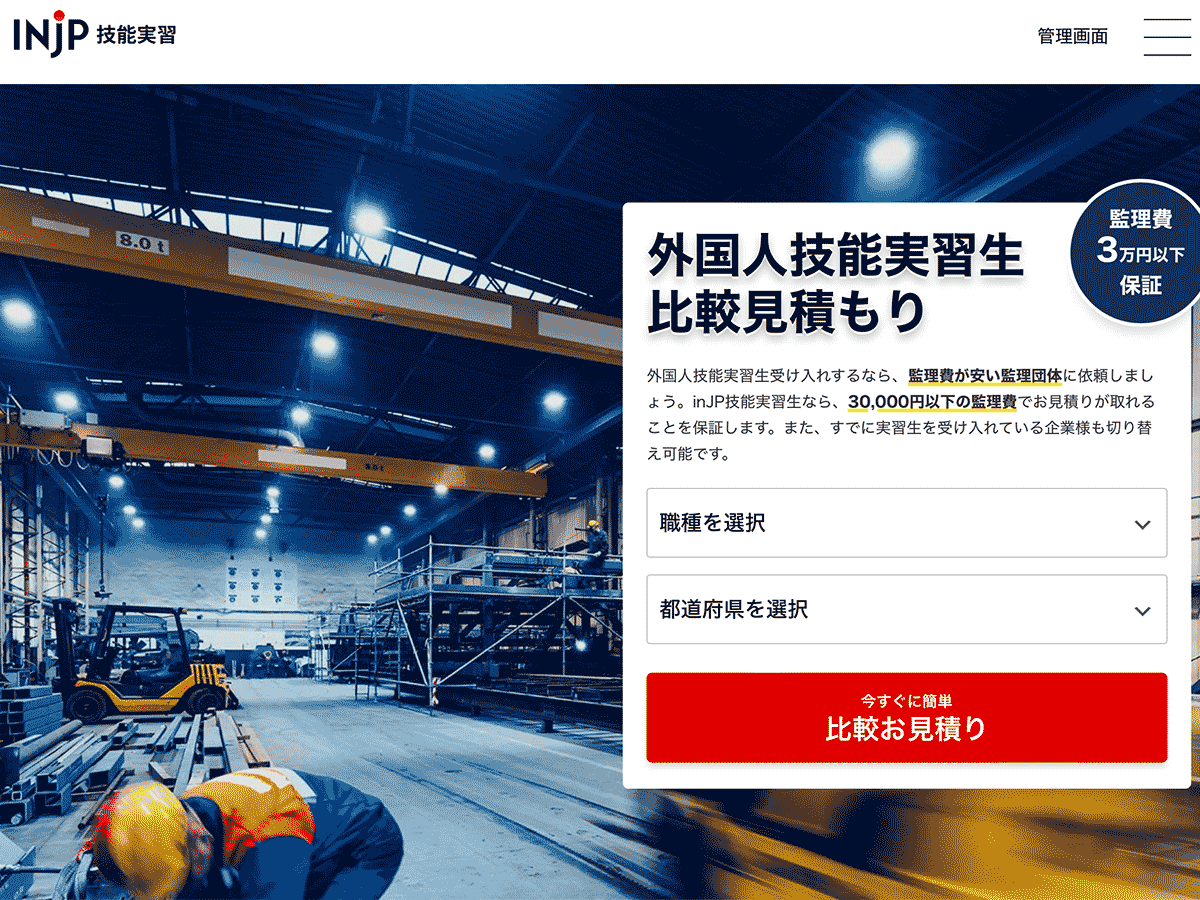 INjP 技能実習
管理画面
8.0 t
監理費
3万円以下
保証
外国人技能実習生
比較見積もり
外国人技能実習生受け入れするなら、監理費が安い監理団体に依頼しまし
ょう。inJP技能実習生なら、30,000円以下の監理費でお見積りが取れる
ことを保証します。また、すでに実習生を受け入れている企業様も切り替
え可能です。
8.0 t
職種を選択
都道府県を選択
今すぐに簡単
比較お見積り